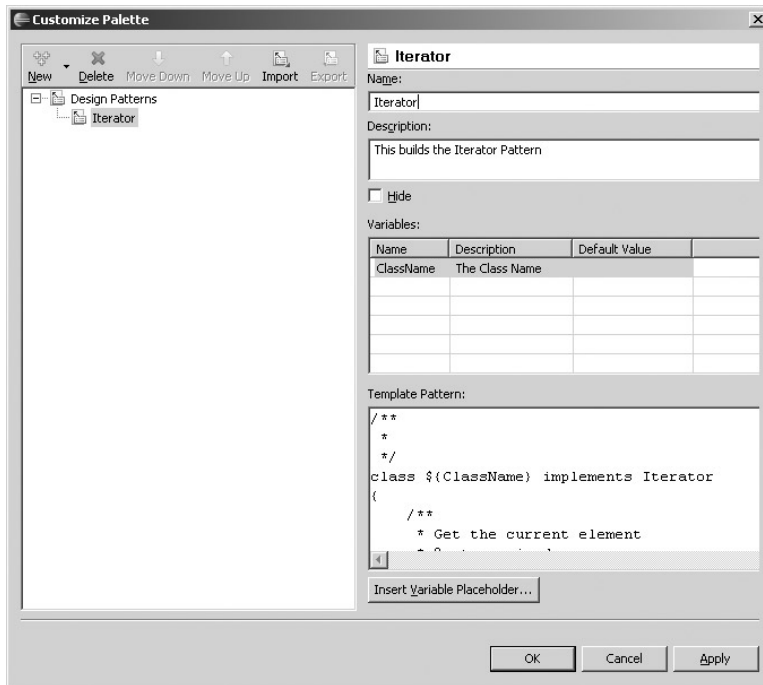 Customize Palette
New Delete Move Down Move Up Import Export
Design Patterns
Iterator
Iterator
Name:
Iterator
Description:
This builds the Iterator Pattern
Hide
Variables:
Name Description Default Value
ClassName The Class Name
Template Pattern:
/**
*
*/
class ${ClassName} implements Iterator
{
/**
* Get the current element
Insert Variable Placeholder...
OK Cancel Apply